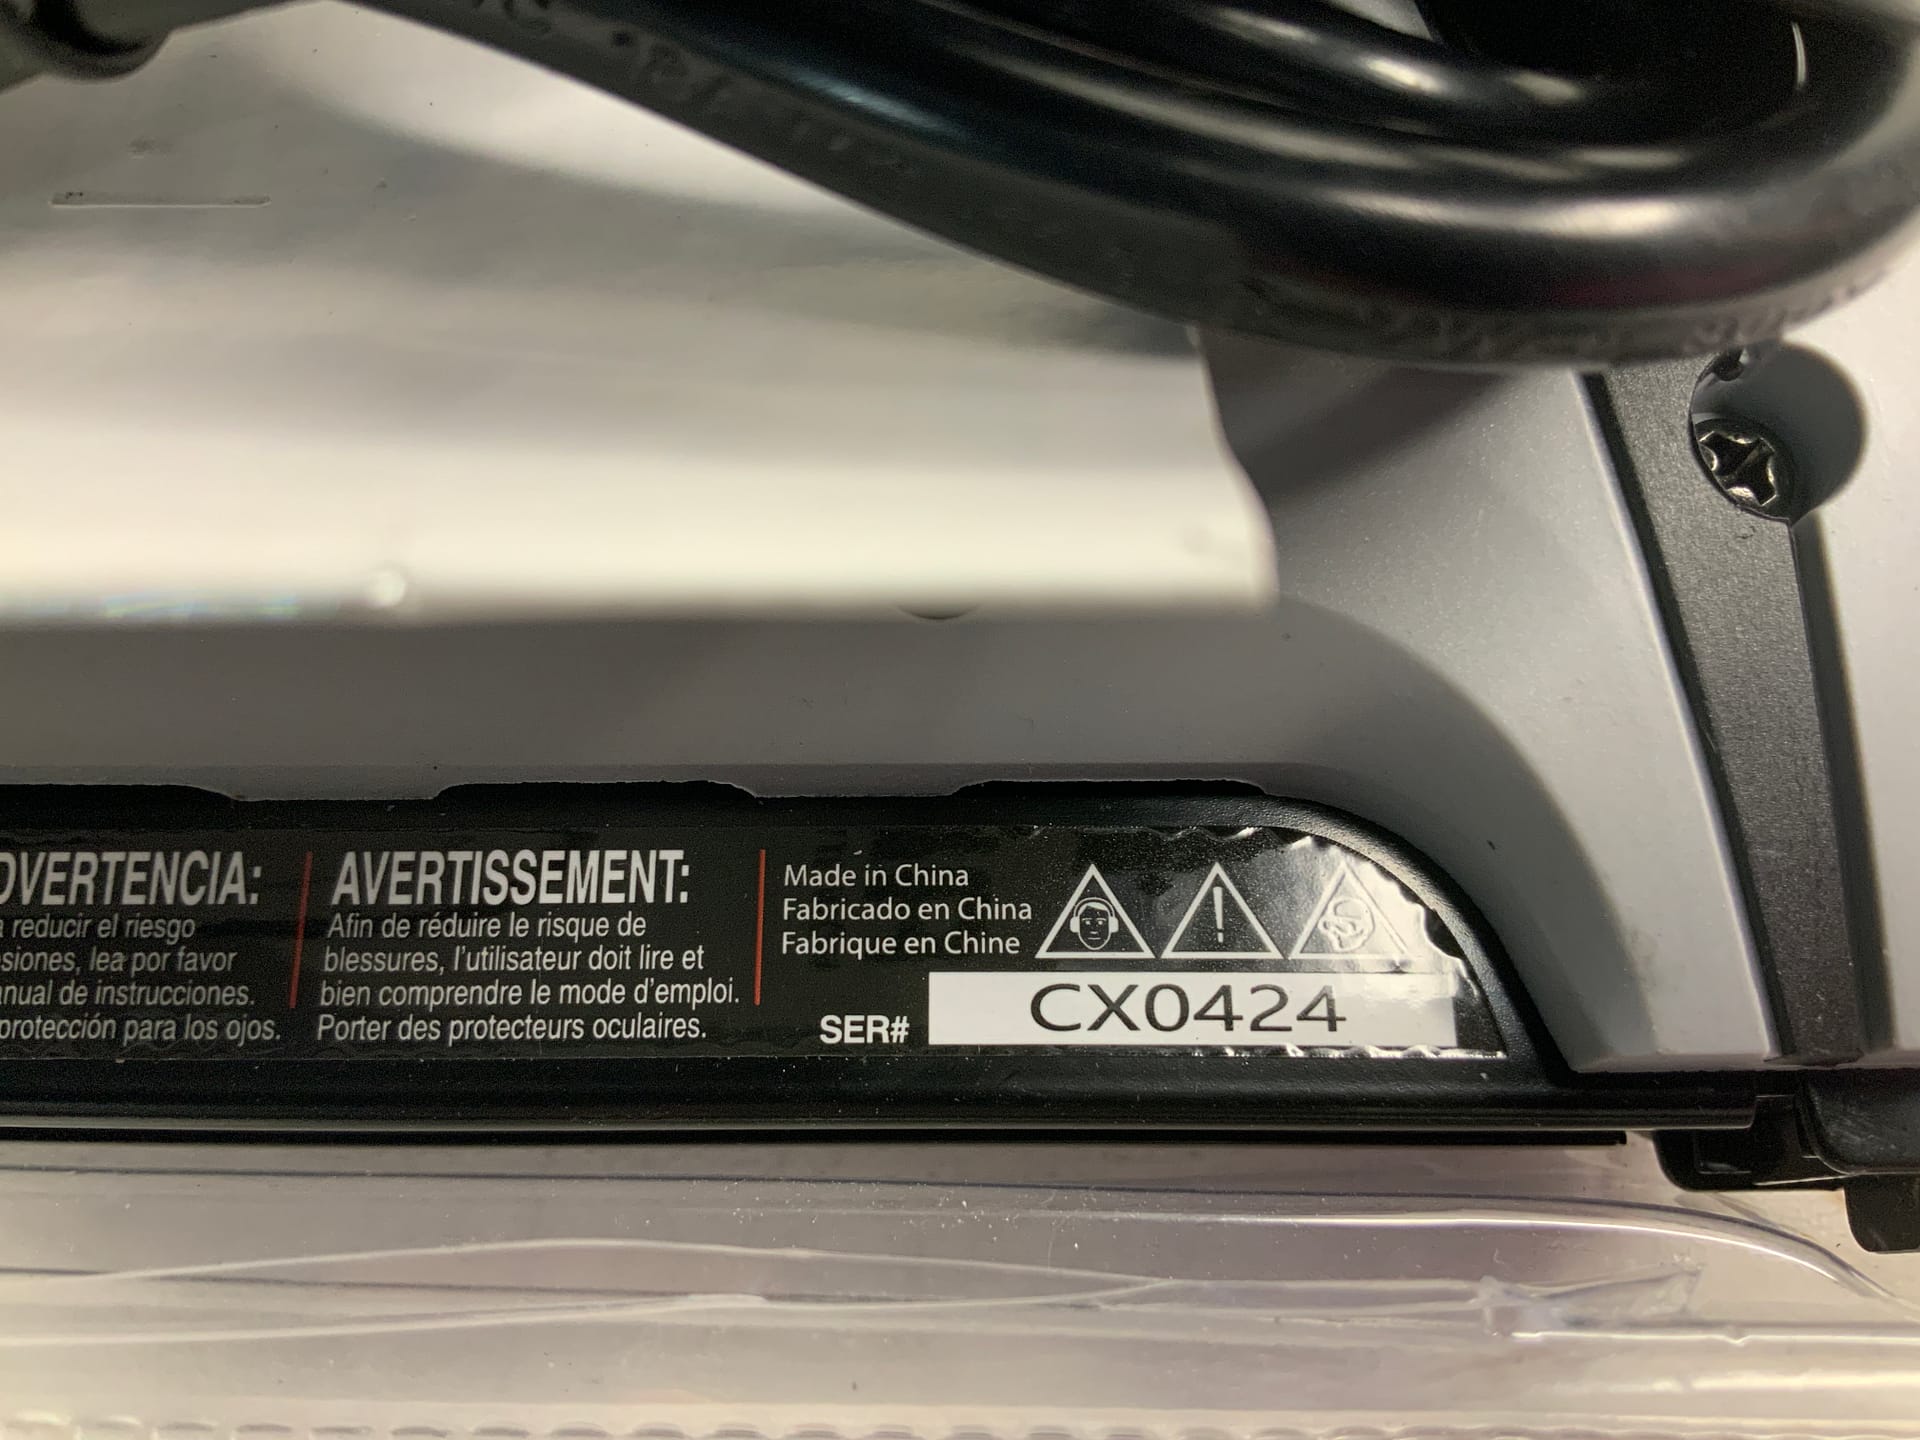 DVERTENCIA:
reducir el riesgo
siones, lea por favor
anual de instrucciones.
protección para los ojos.
AVERTISSEMENT:
Afin de réduire le risque de
blessures, l'utilisateur doit lire et
bien comprendre le mode d'emploi.
Porter des protecteurs oculaires.
Made in China
Fabricado en China
Fabrique en Chine
SER# CX0424